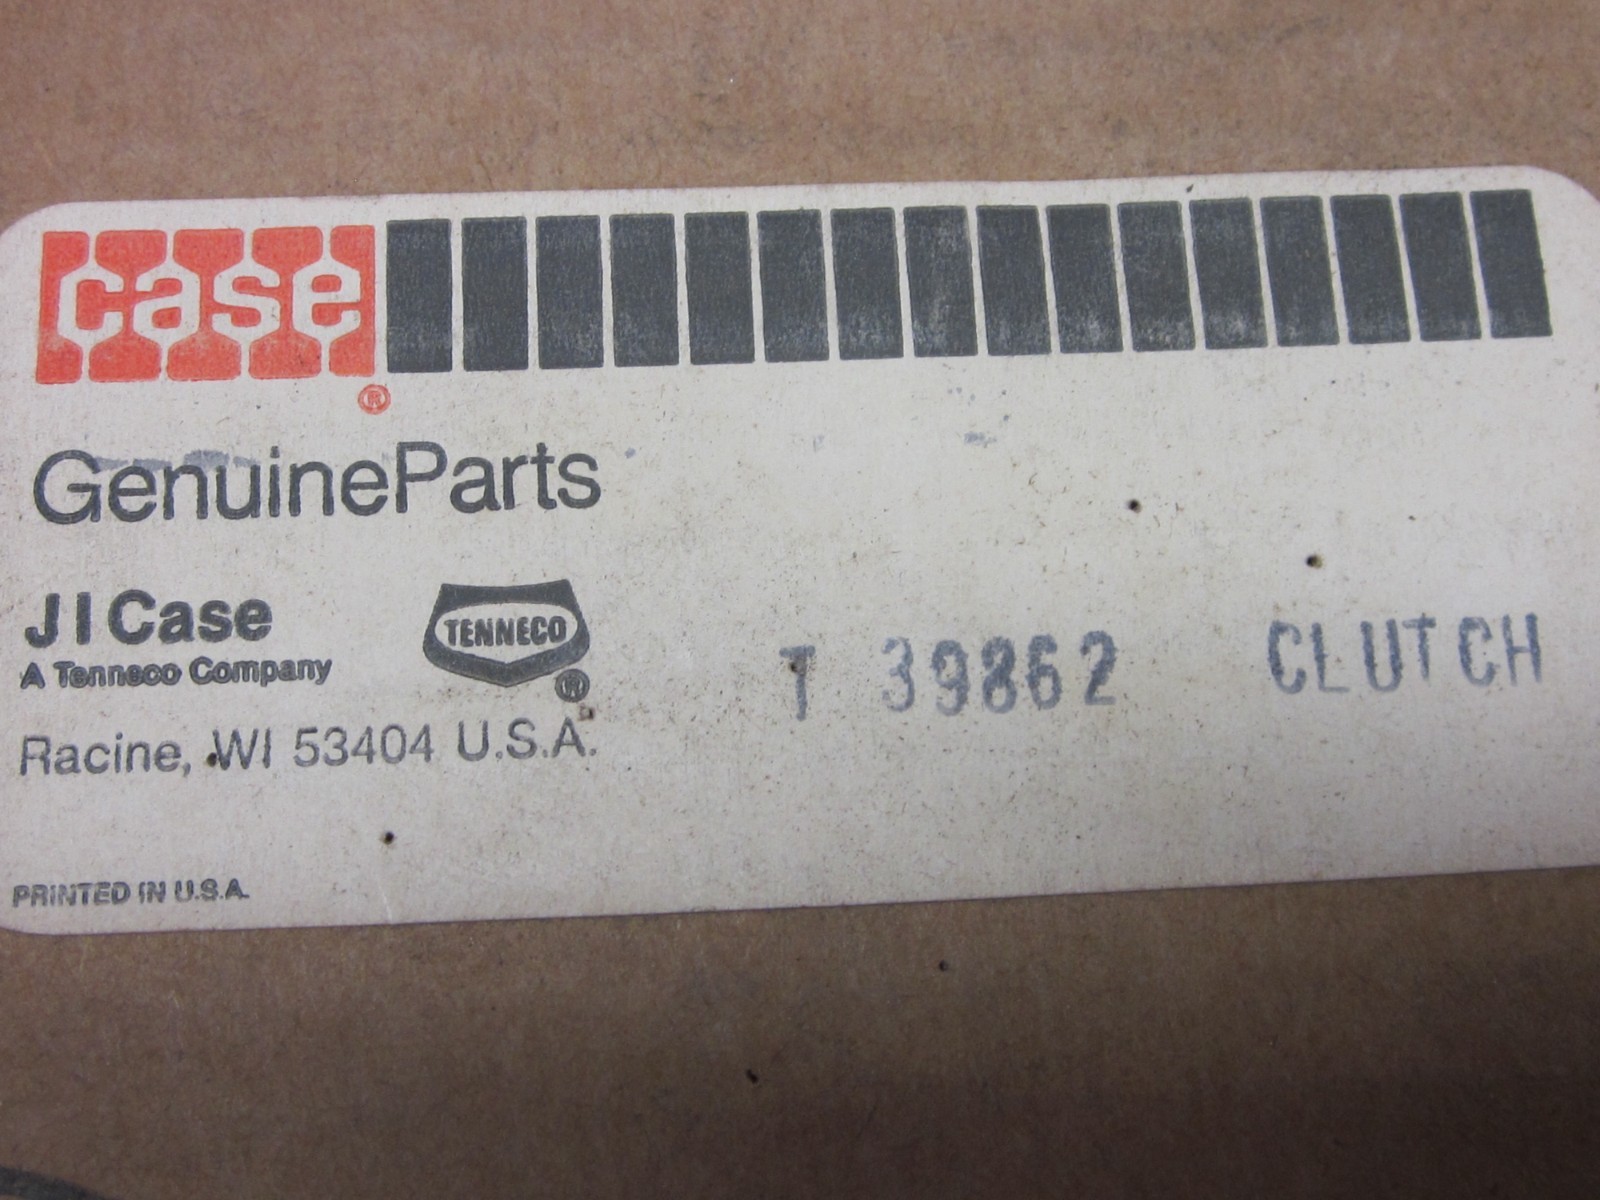 case ®
GenuineParts
J I Case
A Tenneco Company
TENNECO ®
Racine, WI 53404 U.S.A.
T 39862 CLUTCH
PRINTED IN U.S.A.